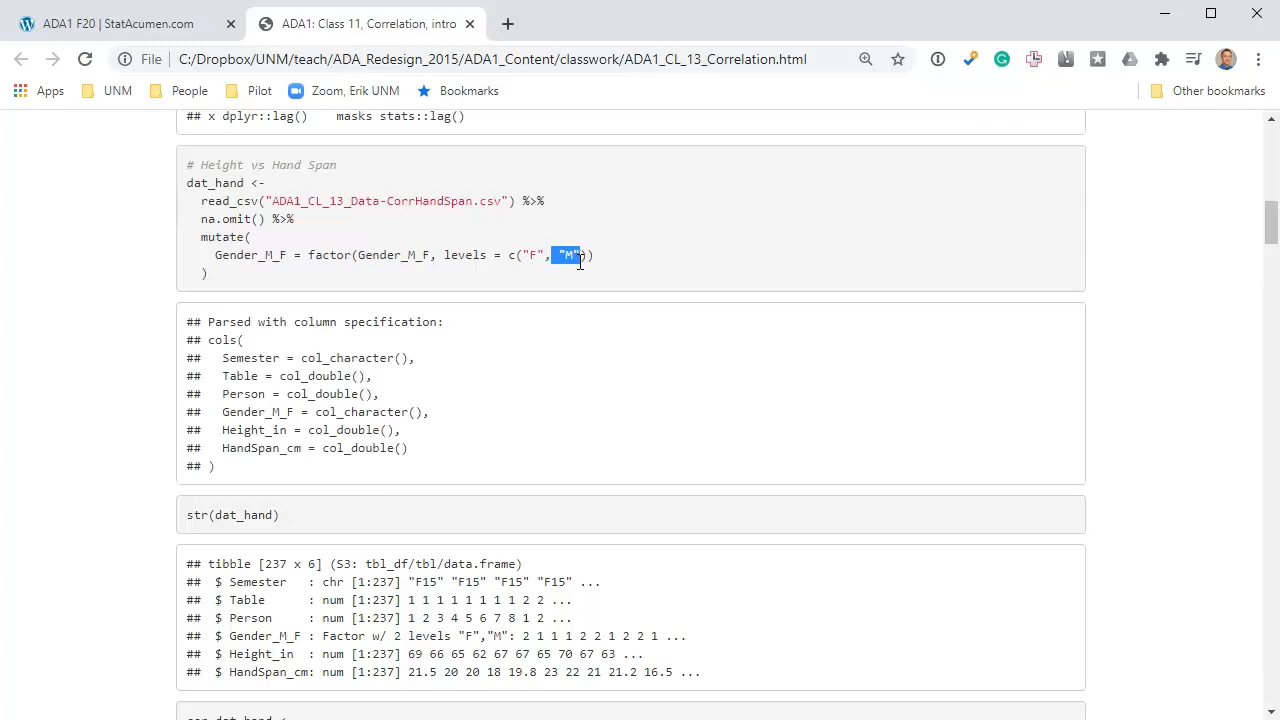 ADA1 F20 | StatAcumen.com
ADA1: Class 11, Correlation, intro
File C:/Dropbox/UNM/teach/ADA_Redesign_2015/ADA1_Content/classwork/ADA1_CL_13_Correlation.html
Apps UNM People Pilot Zoom, Erik UNM Bookmarks Other bookmarks
## x dplyr::lag()    masks stats::lag()
# Height vs Hand Span
dat_hand <-
  read_csv("ADA1_CL_13_Data-CorrHandSpan.csv") %>%
  na.omit() %>%
  mutate(
    Gender_M_F = factor(Gender_M_F, levels = c("F", "M"))
  )
## Parsed with column specification:
## cols(
##   Semester = col_character(),
##   Table = col_double(),
##   Person = col_double(),
##   Gender_M_F = col_character(),
##   Height_in = col_double(),
##   HandSpan_cm = col_double()
## )
str(dat_hand)
## tibble [237 x 6] (S3: tbl_df/tbl/data.frame)
##  $ Semester   : chr [1:237] "F15" "F15" "F15" "F15" ...
##  $ Table      : num [1:237] 1 1 1 1 1 1 1 1 2 2 ...
##  $ Person     : num [1:237] 1 2 3 4 5 6 7 8 1 2 ...
##  $ Gender_M_F : Factor w/ 2 levels "F","M": 2 1 1 1 2 2 1 2 2 1 ...
##  $ Height_in  : num [1:237] 69 66 65 62 67 67 65 70 67 63 ...
##  $ HandSpan_cm: num [1:237] 21.5 20 20 18 19.8 23 22 21 21.2 16.5 ...